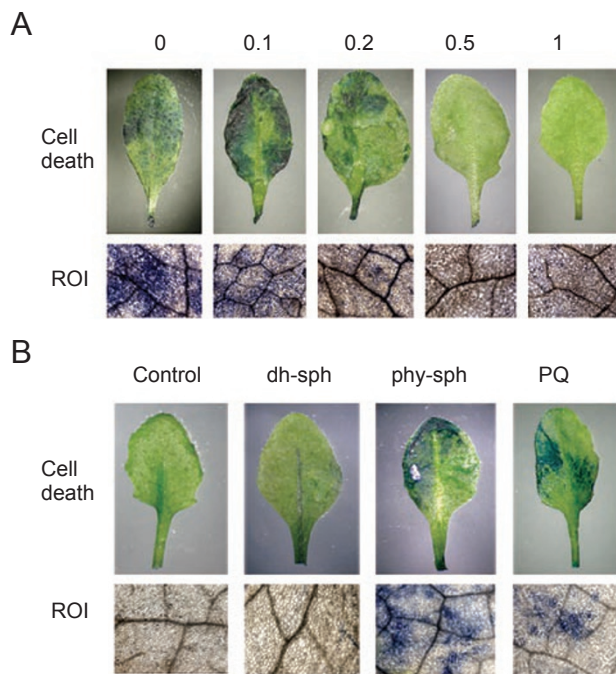 A
0 0.1 0.2 0.5 1
Cell
death
ROI
B
Control dh-sph phy-sph PQ
Cell
death
ROI